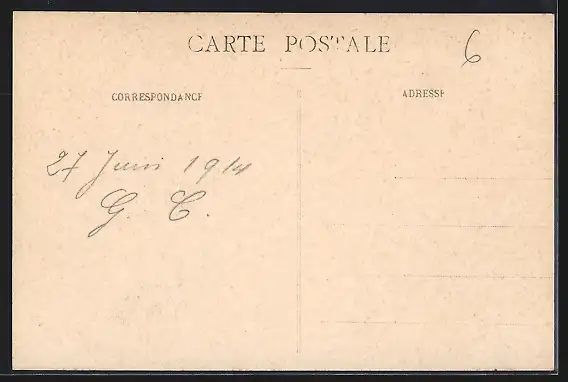 CARTE POSTALE
6
CORRESPONDANCE
ADRESSE
27 Juin 1914
G. C.